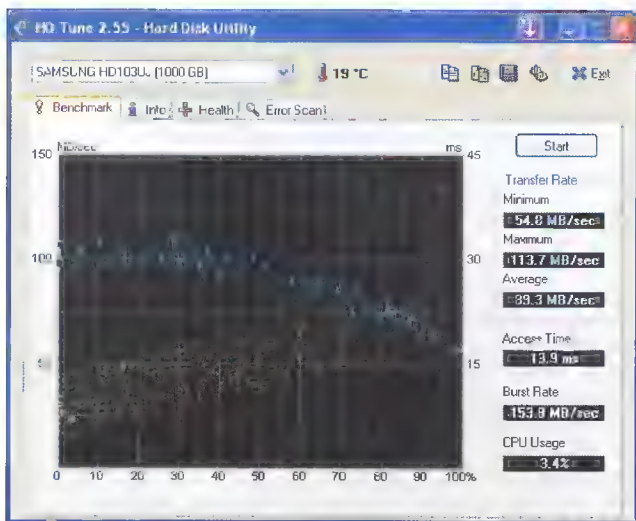 HD Tune 2.55 - Hard Disk Utility
SAMSUNG HD103UJ (1000 GB)
19 °C
Exit
Benchmark
Info
Health
Error Scan
MB/sec
ms
150
45
100
30
15
0
10
20
30
40
50
60
70
80
90
100%
Start
Transfer Rate
Minimum
54.8 MB/sec
Maximum
113.7 MB/sec
Average
89.3 MB/sec
Access Time
13.9 ms
Burst Rate
153.9 MB/sec
CPU Usage
3.4%